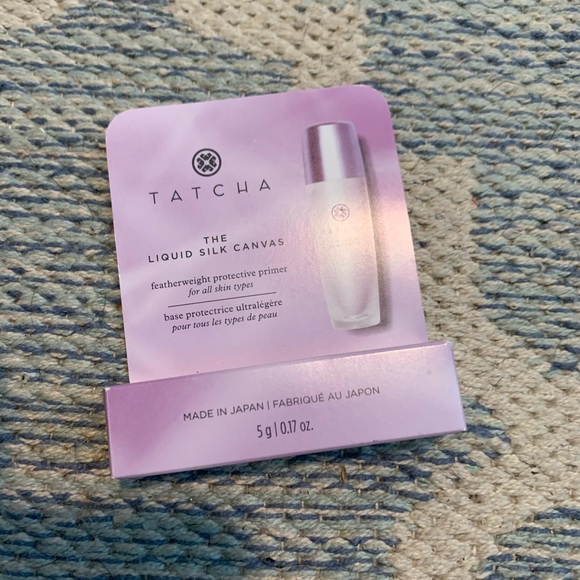 TATCHA
THE
LIQUID SILK CANVAS
featherweight protective primer
for all skin types
base protectrice ultralégère
pour tous les types de peau
MADE IN JAPAN | FABRIQUÉ AU JAPON
5 g | 0.17 oz.